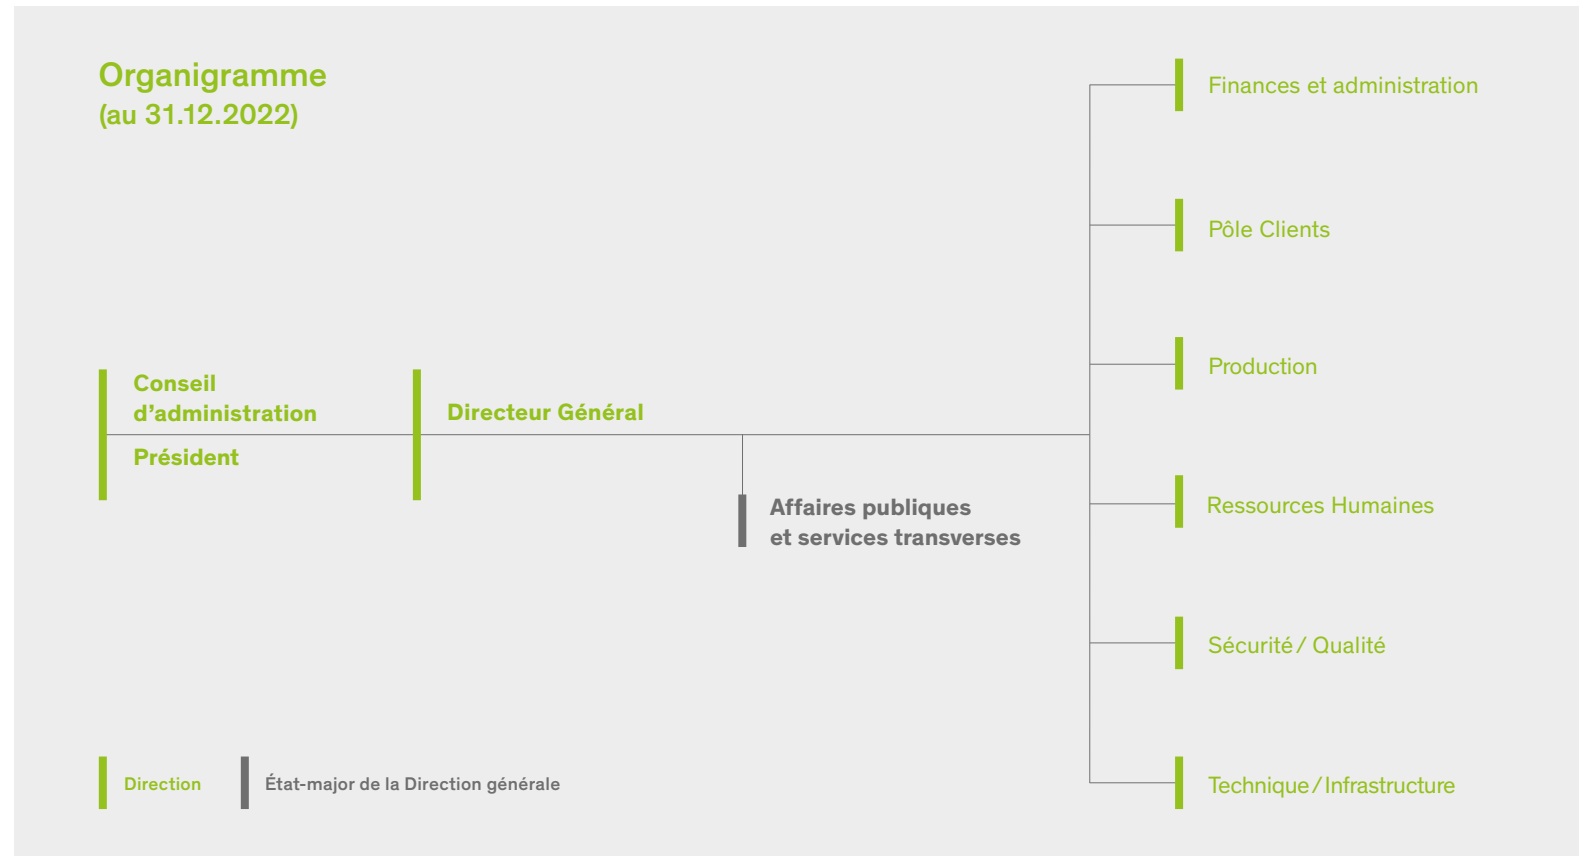 Organigramme
(au 31.12.2022)
Conseil
d’administration
Président
Directeur Général
Affaires publiques
et services transverses
Finances et administration
Pôle Clients
Production
Ressources Humaines
Sécurité / Qualité
Technique / Infrastructure
Direction
État-major de la Direction générale